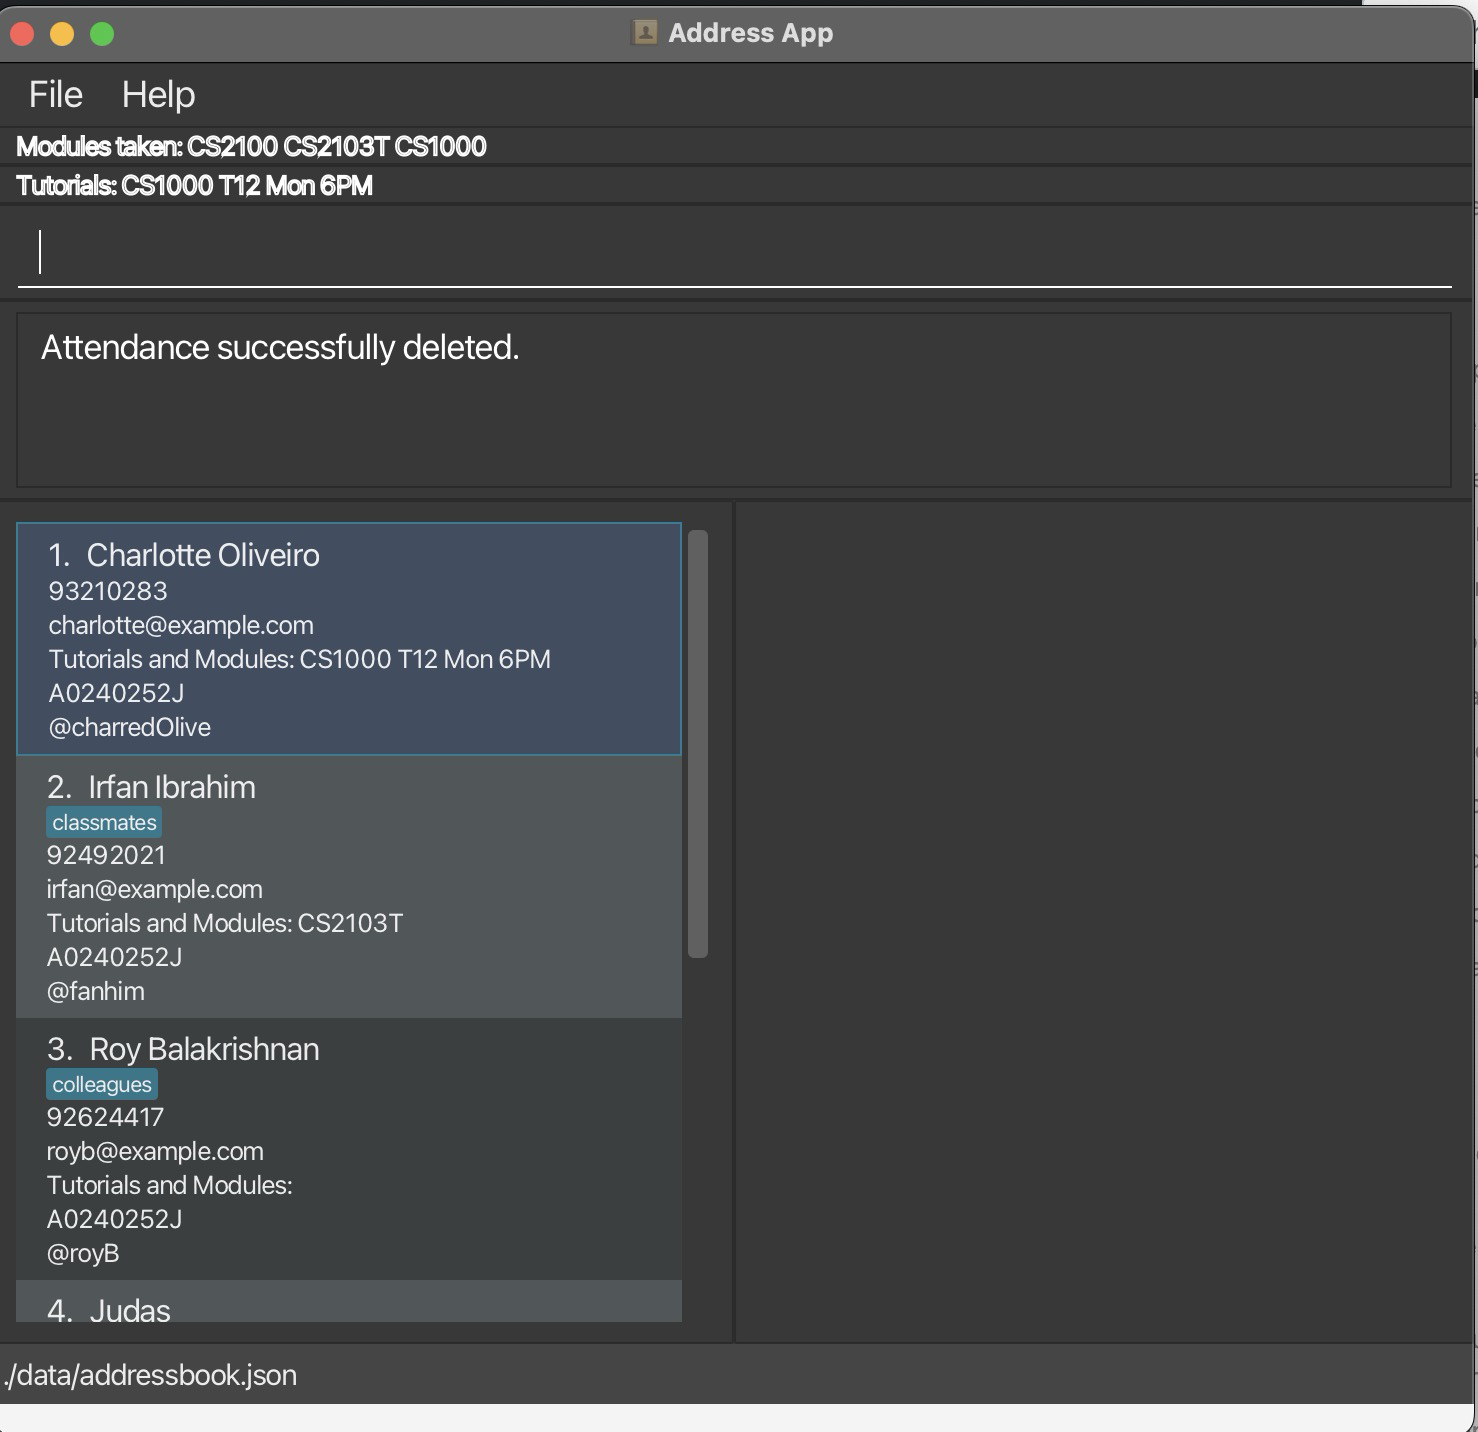 Address App
File Help
Modules taken: CS2100 CS2103T CS1000
Tutorials: CS1000 T12 Mon 6PM
Attendance successfully deleted.
1. Charlotte Oliveiro
93210283
charlotte@example.com
Tutorials and Modules: CS1000 T12 Mon 6PM
A0240252J
@charredOlive
2. Irfan Ibrahim
classmates
92492021
irfan@example.com
Tutorials and Modules: CS2103T
A0240252J
@fanhim
3. Roy Balakrishnan
colleagues
92624417
royb@example.com
Tutorials and Modules:
A0240252J
@royB
4. Judas
./data/addressbook.json